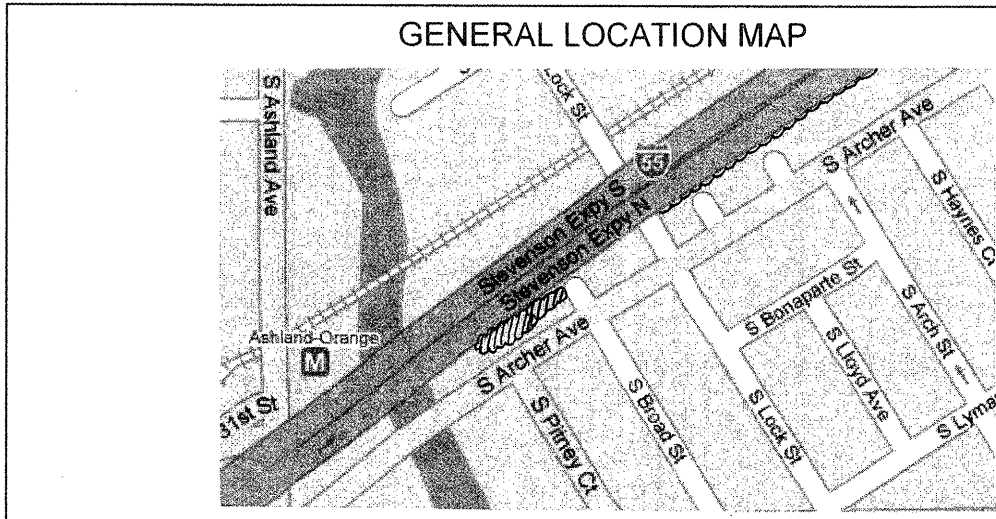 GENERAL LOCATION MAP
S Ashland Ave
Lock St
55
S Archer Ave
S Haynes Ct
Stevenson Expy S
Stevenson Expy N
S Bonaparte St
S Arch St
Ashland-Orange
M
S Archer Ave
S Lloyd Ave
31st St
S Pitney Ct
S Broad St
S Lock St
S Lyma